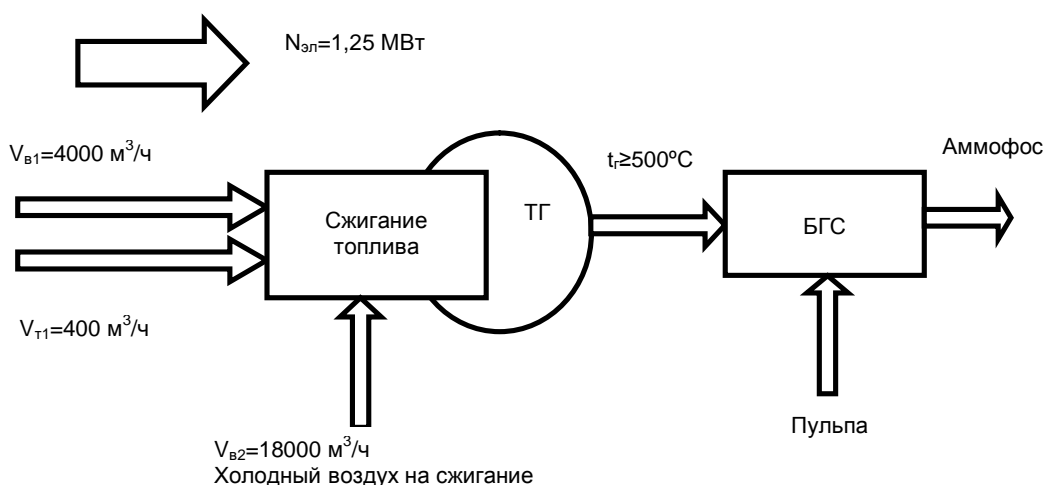 Nэл=1,25 МВт
Vв1=4000 м³/ч
Аммофос
tг≥500ºС
Сжигание
топлива
ТГ
БГС
Vт1=400 м³/ч
Пульпа
Vв2=18000 м³/ч
Холодный воздух на сжигание